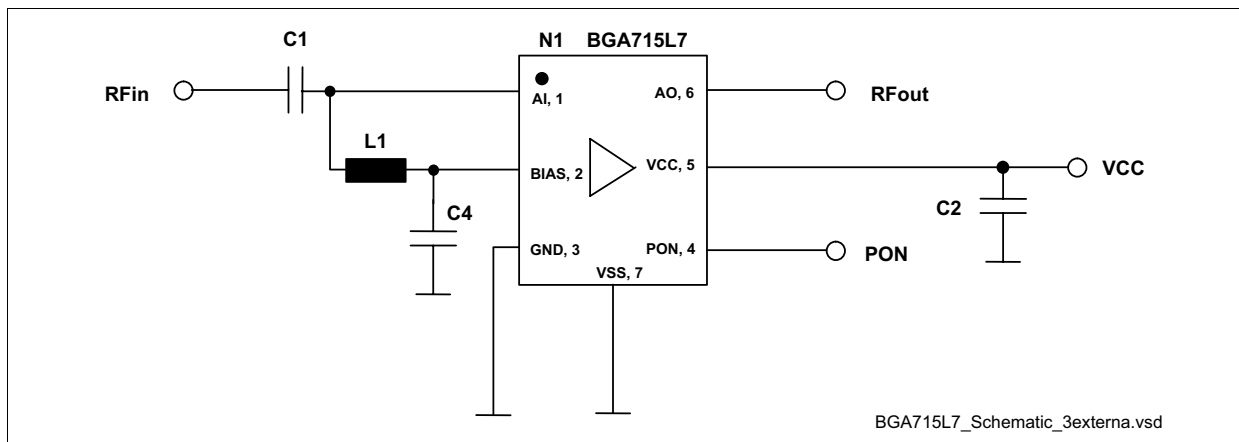 C1
N1 BGA715L7
RFin
AI, 1
AO, 6
RFout
L1
BIAS, 2
VCC, 5
VCC
C4
C2
GND, 3
PON, 4
PON
VSS, 7
BGA715L7_Schematic_3externa.vsd